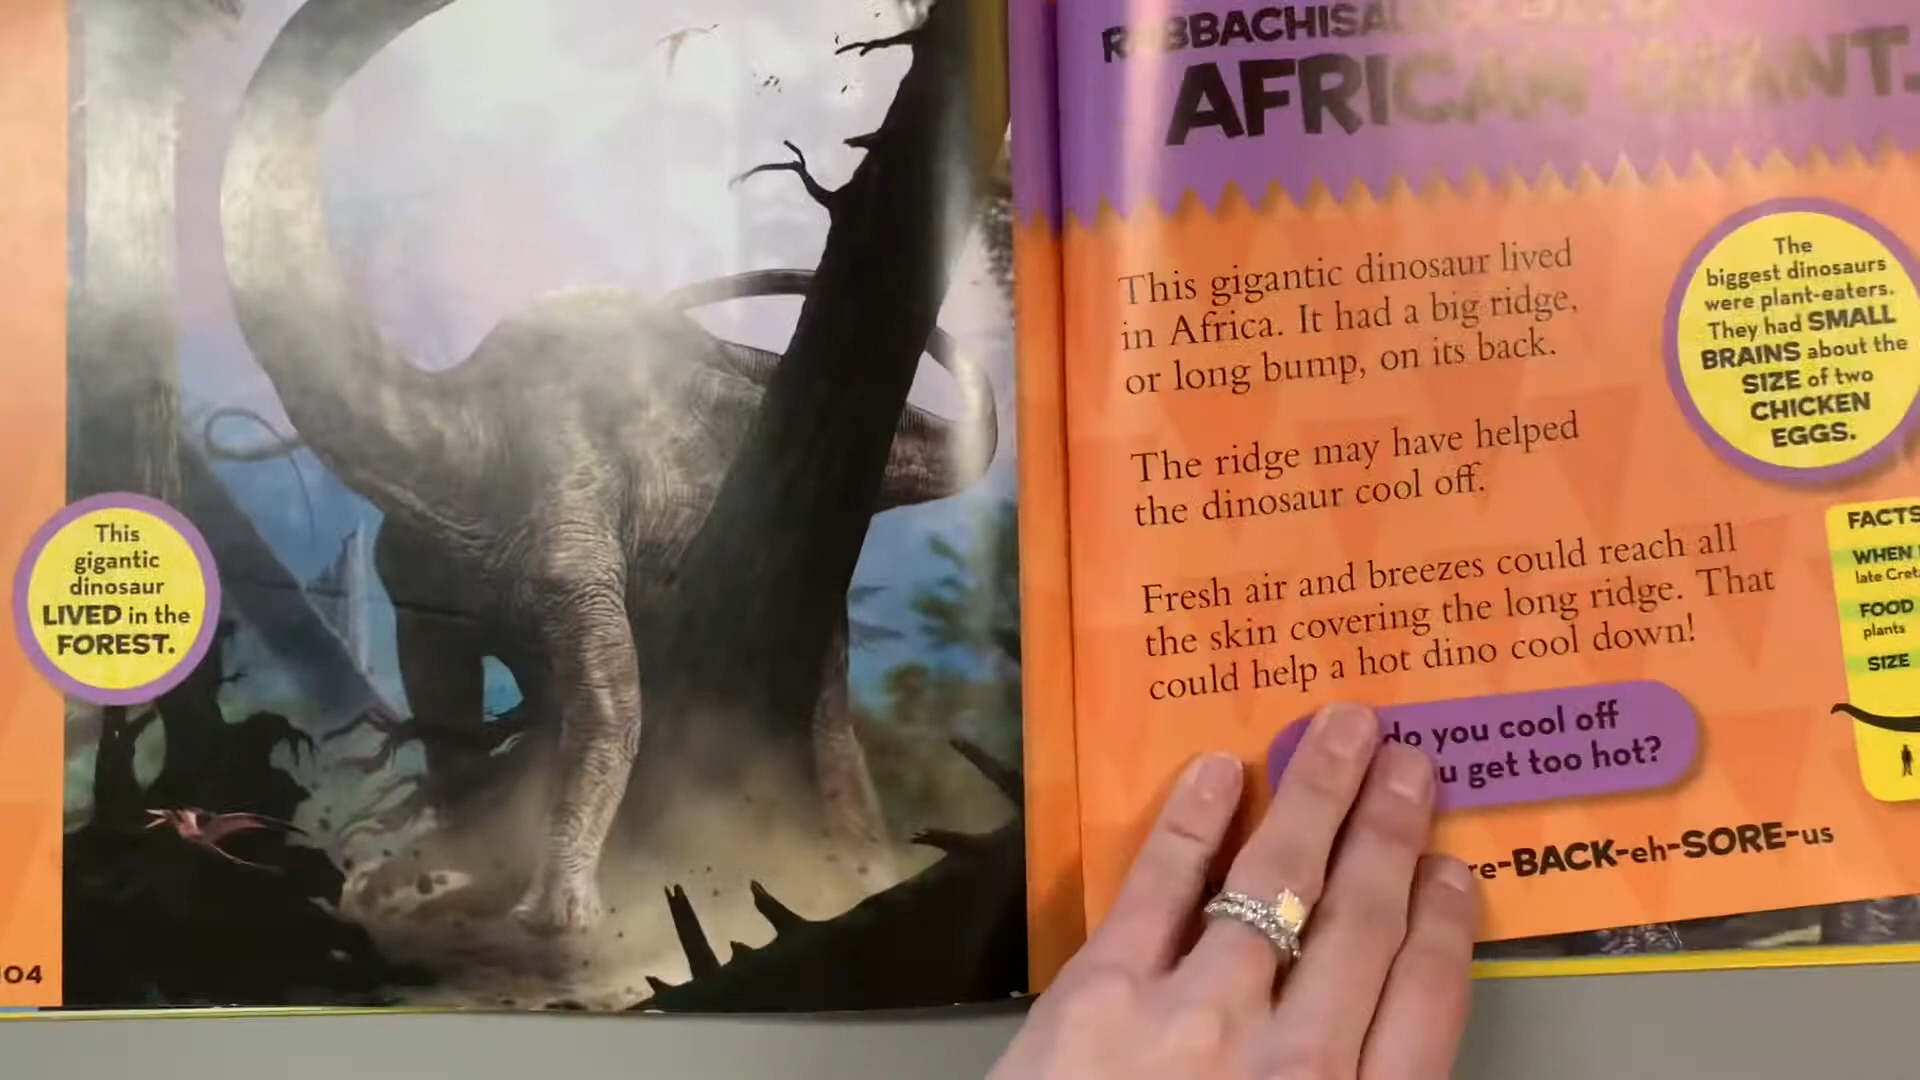 This
gigantic
dinosaur
LIVED in the
FOREST.
104
AFRICAN GIANT.
This gigantic dinosaur lived
in Africa. It had a big ridge,
or long bump, on its back.
The ridge may have helped
the dinosaur cool off.
Fresh air and breezes could reach all
the skin covering the long ridge. That
could help a hot dino cool down!
The
biggest dinosaurs
were plant-eaters.
They had SMALL
BRAINS about the
SIZE of two
CHICKEN
EGGS.
FACTS
WHEN
late
FOOD
plants
SIZE
do you cool off
get too hot?
re-BACK-eh-SORE-us